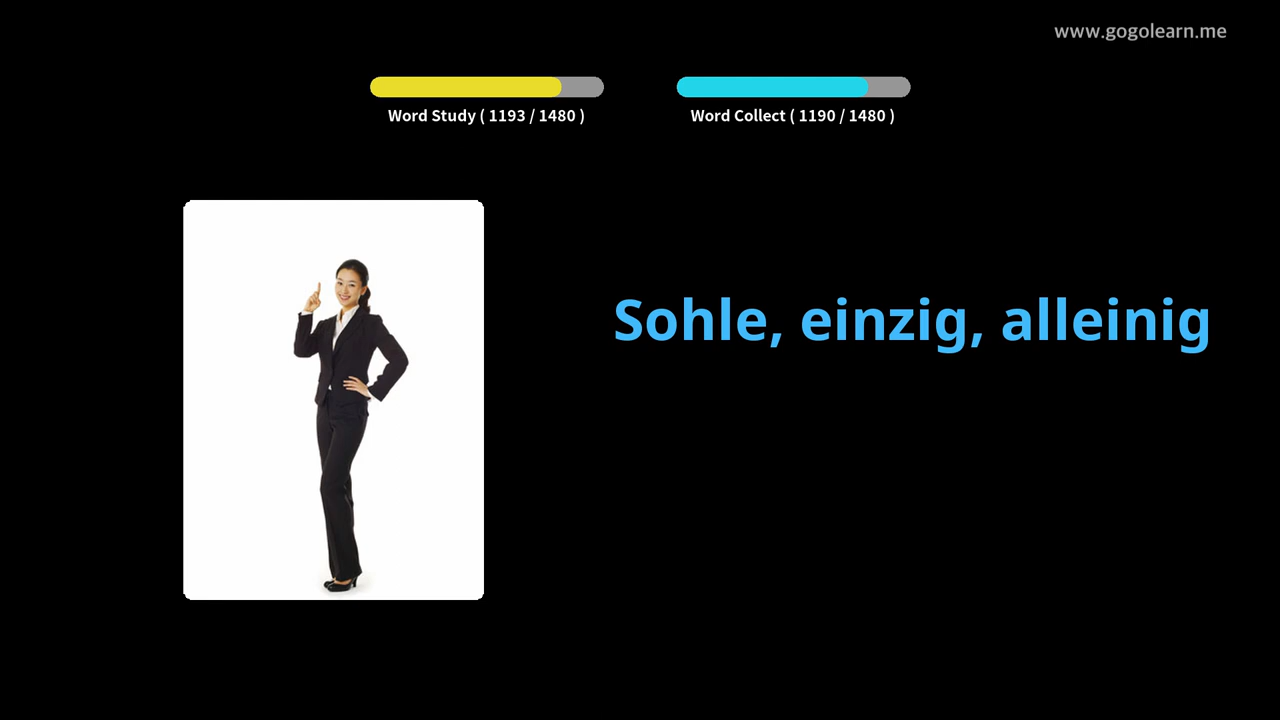 www.gogolearn.me
Word Study ( 1193 / 1480 )
Word Collect ( 1190 / 1480 )
Sohle, einzig, alleinig